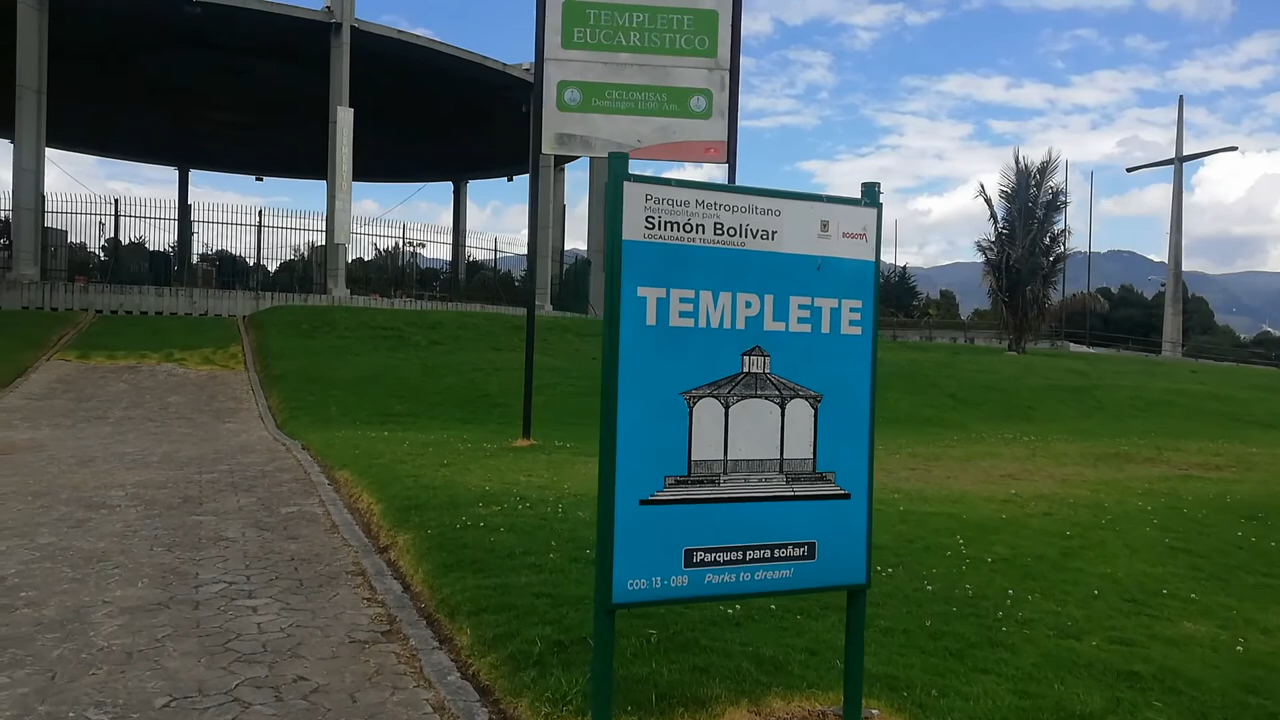 TEMPLETE
EUCARISTICO
CICLOMISAS
Domingos 11:00 Am.
Parque Metropolitano
Metropolitan park
Simón Bolívar
LOCALIDAD DE TEUSAQUILLO
BOGOTÁ
TEMPLETE
¡Parques para soñar!
COD: 13 - 089 Parks to dream!